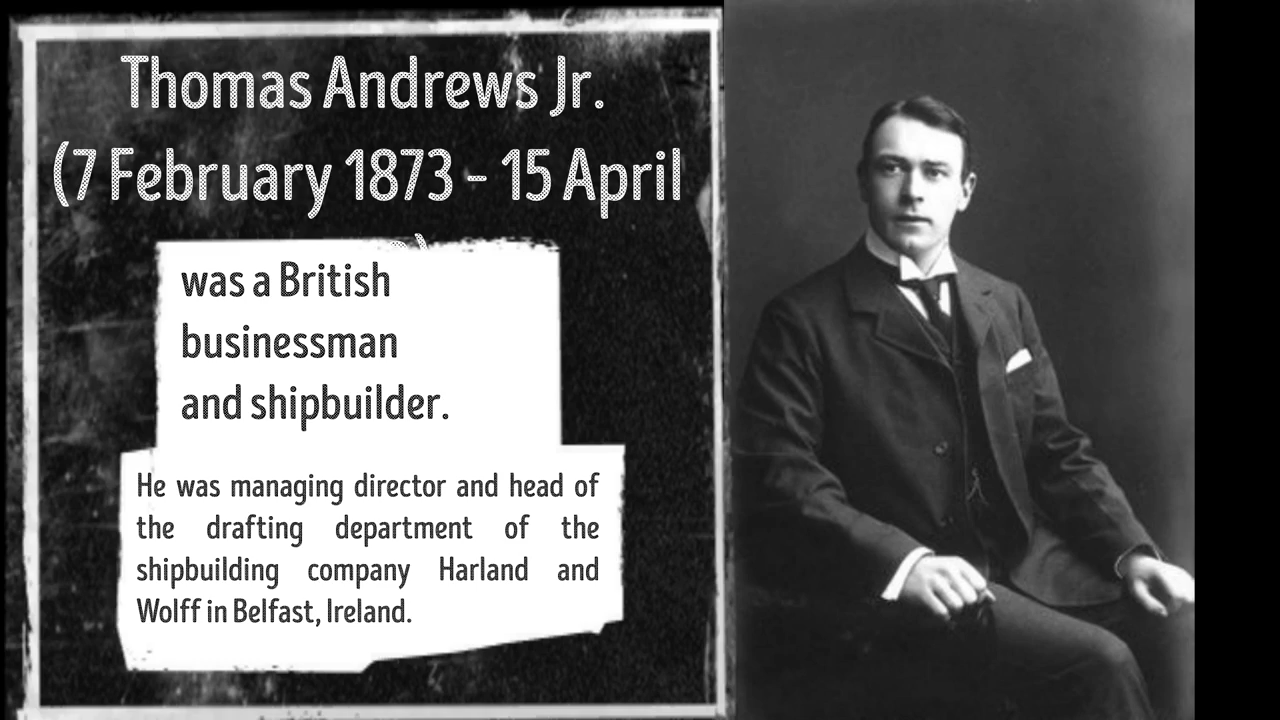 Thomas Andrews Jr.
(7 February 1873 - 15 April
was a British
businessman
and shipbuilder.
He was managing director and head of
the drafting department of the
shipbuilding company Harland and
Wolff in Belfast, Ireland.